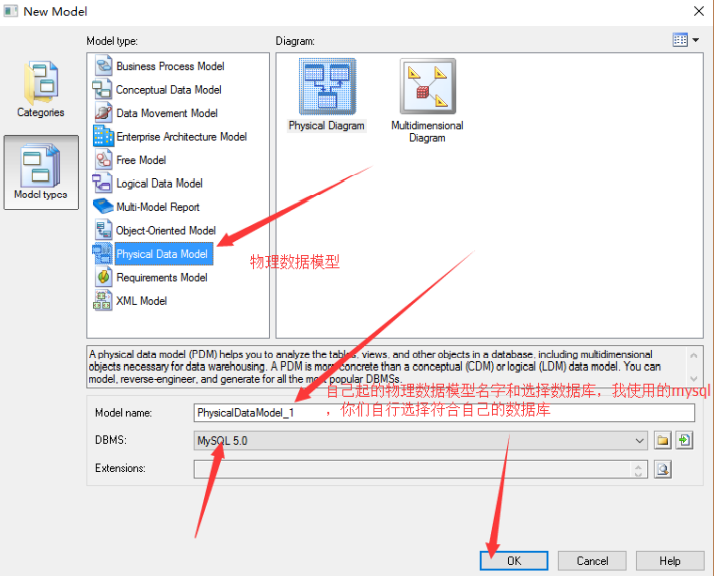 New Model
Model type:
Diagram:
Categories
Model types
Business Process Model
Conceptual Data Model
Data Movement Model
Enterprise Architecture Model
Free Model
Logical Data Model
Multi-Model Report
Object-Oriented Model
Physical Data Model
Requirements Model
XML Model
Physical Diagram
Multidimensional
Diagram
物理数据模型
A physical data model (PDM) helps you to analyze the tables, views, and other objects in a database, including multidimensional
objects necessary for data warehousing. A PDM is more concrete than a conceptual (CDM) or logical (LDM) data model. You can
model, reverse-engineer, and generate for all the most popular DBMSs.
自己起的物理数据模型名字和选择数据库，我使用的mysql
，你们自行选择符合自己的数据库
Model name:
PhysicalDataModel_1
DBMS:
MySQL 5.0
Extensions:
OK
Cancel
Help